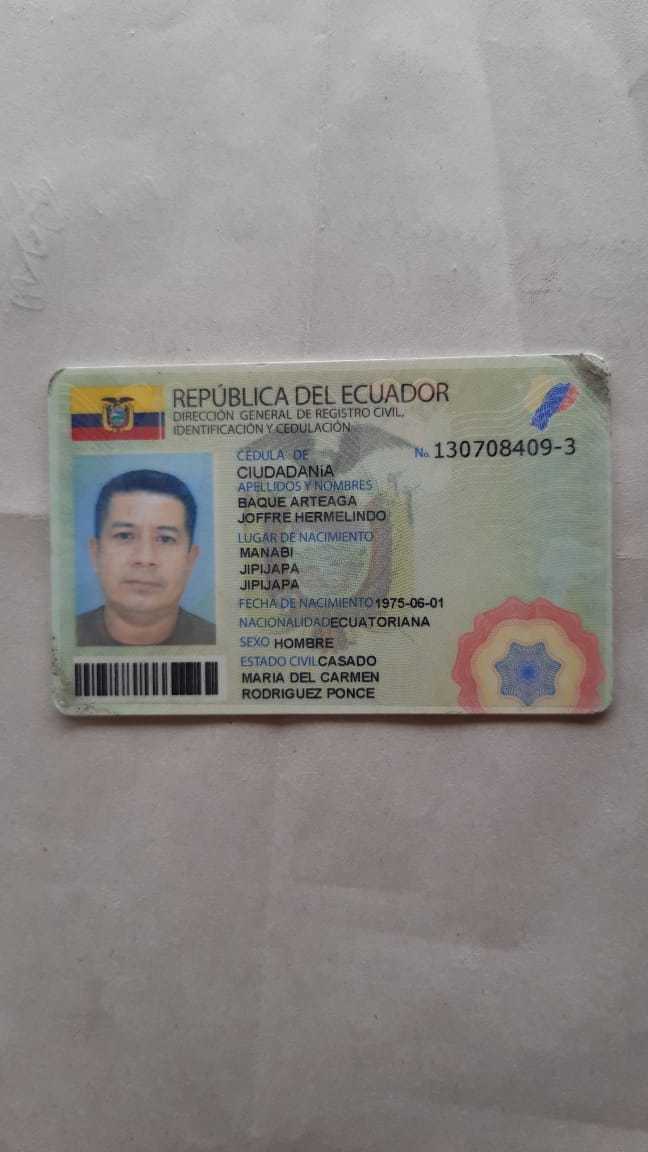 REPÚBLICA DEL ECUADOR
DIRECCIÓN GENERAL DE REGISTRO CIVIL,
IDENTIFICACIÓN Y CEDULACIÓN
CÉDULA DE No. 130708409-3
CIUDADANíA
APELLIDOS Y NOMBRES
BAQUE ARTEAGA
JOFFRE HERMELINDO
LUGAR DE NACIMIENTO
MANABI
JIPIJAPA
JIPIJAPA
FECHA DE NACIMIENTO 1975-06-01
NACIONALIDAD ECUATORIANA
SEXO HOMBRE
ESTADO CIVIL CASADO
MARIA DEL CARMEN
RODRIGUEZ PONCE